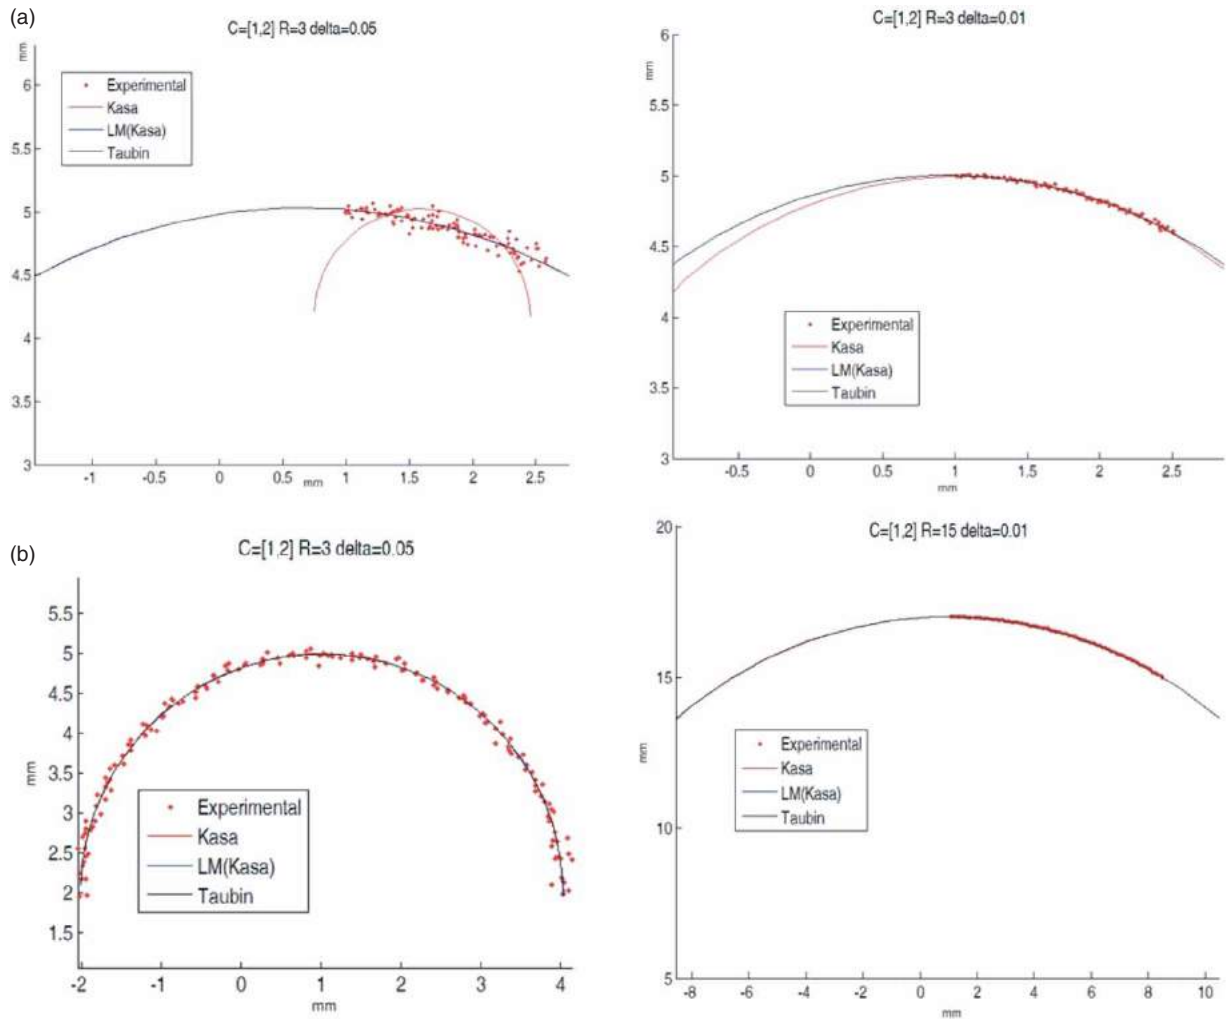 (a)
C=[1,2] R=3 delta=0.05
mm
6
5.5
5
4.5
4
3.5
3
-1
0
0.5
1
1.5
2
2.5
mm
Experimental
Kasa
LM(Kasa)
Taubin
C=[1,2] R=3 delta=0.01
mm
6
5.5
5
4.5
4
3.5
3
-0.5
0
0.5
1
1.5
2
2.5
mm
Experimental
Kasa
LM(Kasa)
Taubin
(b)
C=[1,2] R=3 delta=0.05
mm
5.5
5
4.5
4
3.5
3
2.5
2
1.5
-2
-1
0
1
2
3
4
mm
Experimental
Kasa
LM(Kasa)
Taubin
C=[1,2] R=15 delta=0.01
mm
20
15
10
5
-8
-6
-4
-2
0
2
4
6
8
10
mm
Experimental
Kasa
LM(Kasa)
Taubin